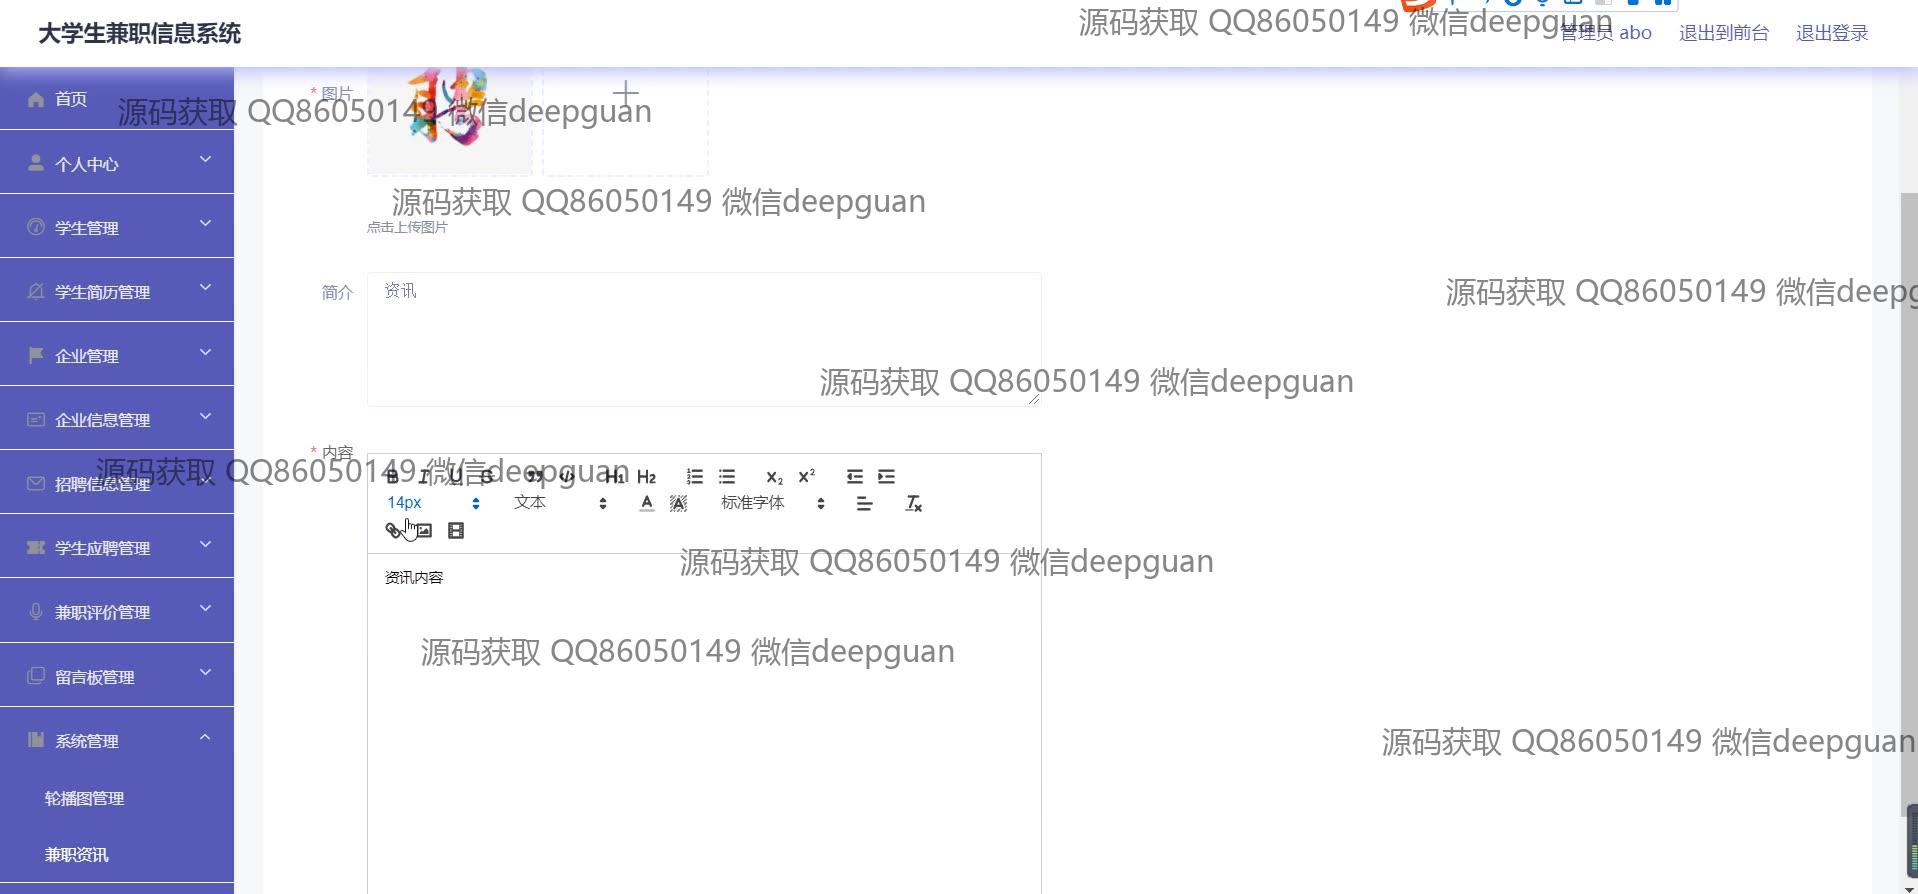 大学生兼职信息系统
源码获取 QQ86050149 微信deepguan
管理员 abo
退出到前台
退出登录
首页
* 图片
聘
源码获取 QQ86050149 微信deepguan
个人中心
源码获取 QQ86050149 微信deepguan
学生管理
点击上传图片
学生简历管理
简介
资讯
源码获取 QQ86050149 微信deepg
企业管理
源码获取 QQ86050149 微信deepguan
企业信息管理
* 内容
源码获取 QQ86050149 微信deepguan
招聘信息管理
B I U S H1 H2 X2 X2
14px 文本 A A 标准字体 Tx
学生应聘管理
源码获取 QQ86050149 微信deepguan
资讯内容
兼职评价管理
源码获取 QQ86050149 微信deepguan
留言板管理
系统管理
源码获取 QQ86050149 微信deepguan
轮播图管理
兼职资讯